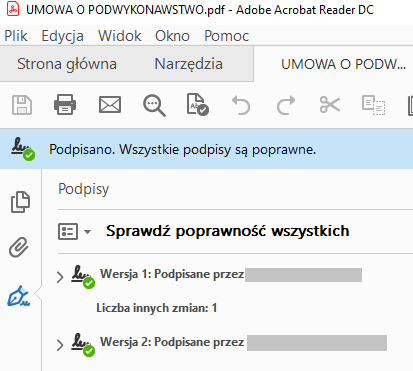 UMOWA O PODWYKONAWSTWO.pdf - Adobe Acrobat Reader DC
Plik Edycja Widok Okno Pomoc
Strona główna Narzędzia UMOWA O PODW...
Podpisano. Wszystkie podpisy są poprawne.
Podpisy
Sprawdź poprawność wszystkich
Wersja 1: Podpisane przez
Liczba innych zmian: 1
Wersja 2: Podpisane przez